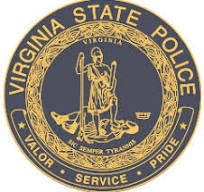 VIRGINIA STATE POLICE
VIRGINIA
SIC SEMPER TYRANNIS
VALOR • SERVICE • PRIDE